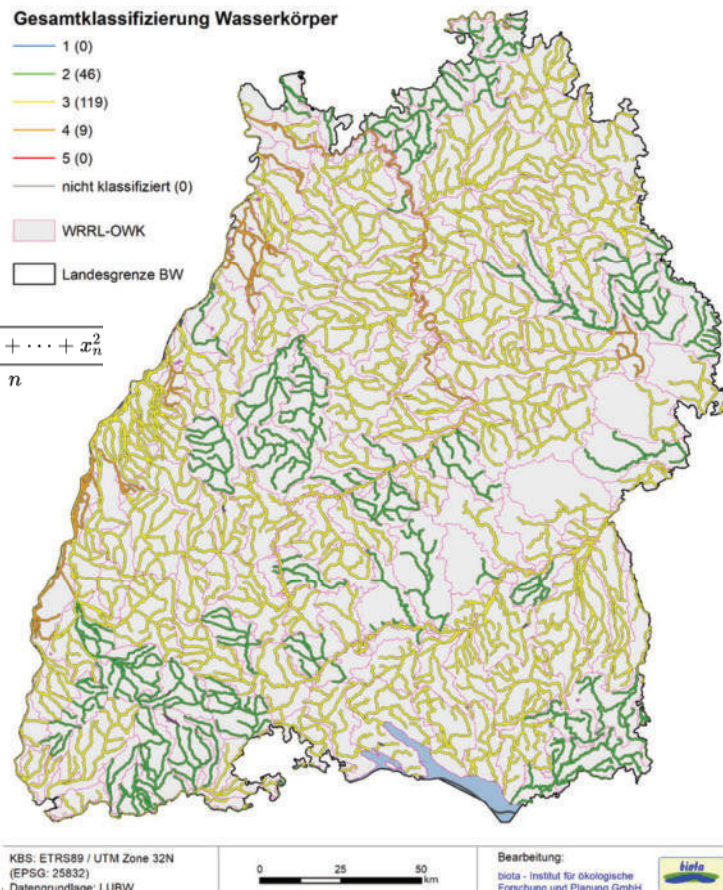 Gesamtklassifizierung Wasserkörper
1 (0)
2 (46)
3 (119)
4 (9)
5 (0)
nicht klassifiziert (0)
WRRL-OWK
Landesgrenze BW
+ ⋯ + x_n^2
n
KBS: ETRS89 / UTM Zone 32N
(EPSG: 25832)
Datengrundlage: LUBW
0 25 50
km
Bearbeitung:
biota - Institut für ökologische
Forschung und Planung GmbH
biota